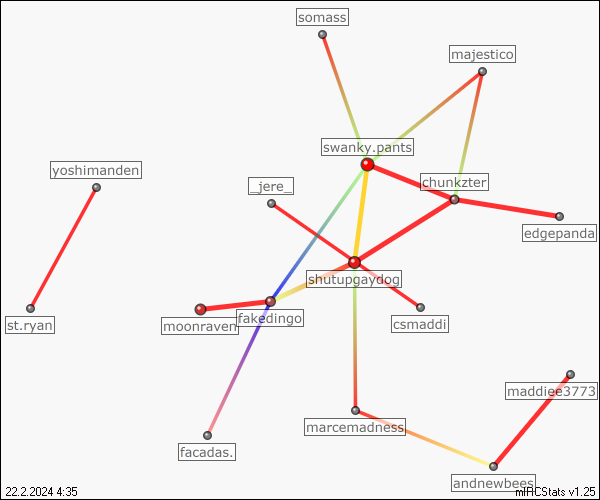 somass
majestico
swanky.pants
yoshimanden
chunkzter
_jere_
edgepanda
shutupgaydog
fakedingo
st.ryan
moonraven
csmaddi
maddiee3773
marcemadness
facadas.
andnewbees
22.2.2024 4:35
mIRCStats v1.25